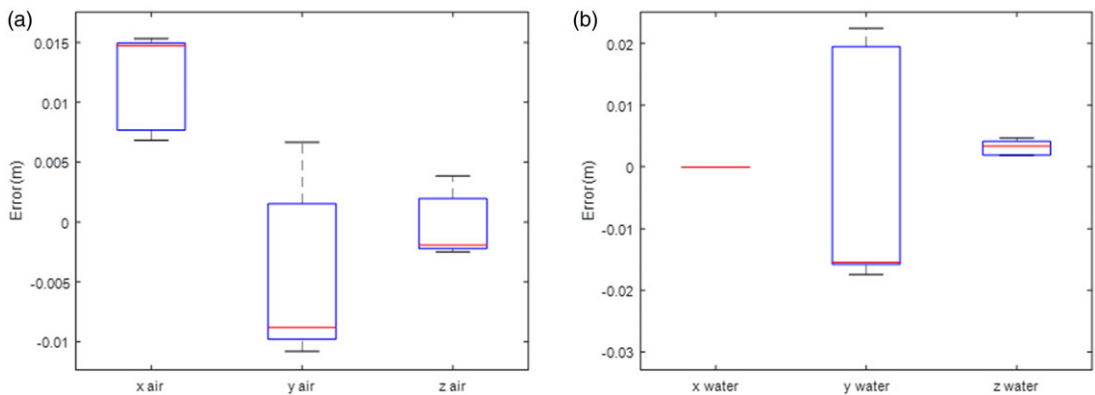 (a)
Error(m)
0.015
0.01
0.005
0
-0.005
-0.01
x air
y air
z air
(b)
Error(m)
0.02
0.01
0
-0.01
-0.02
-0.03
x water
y water
z water